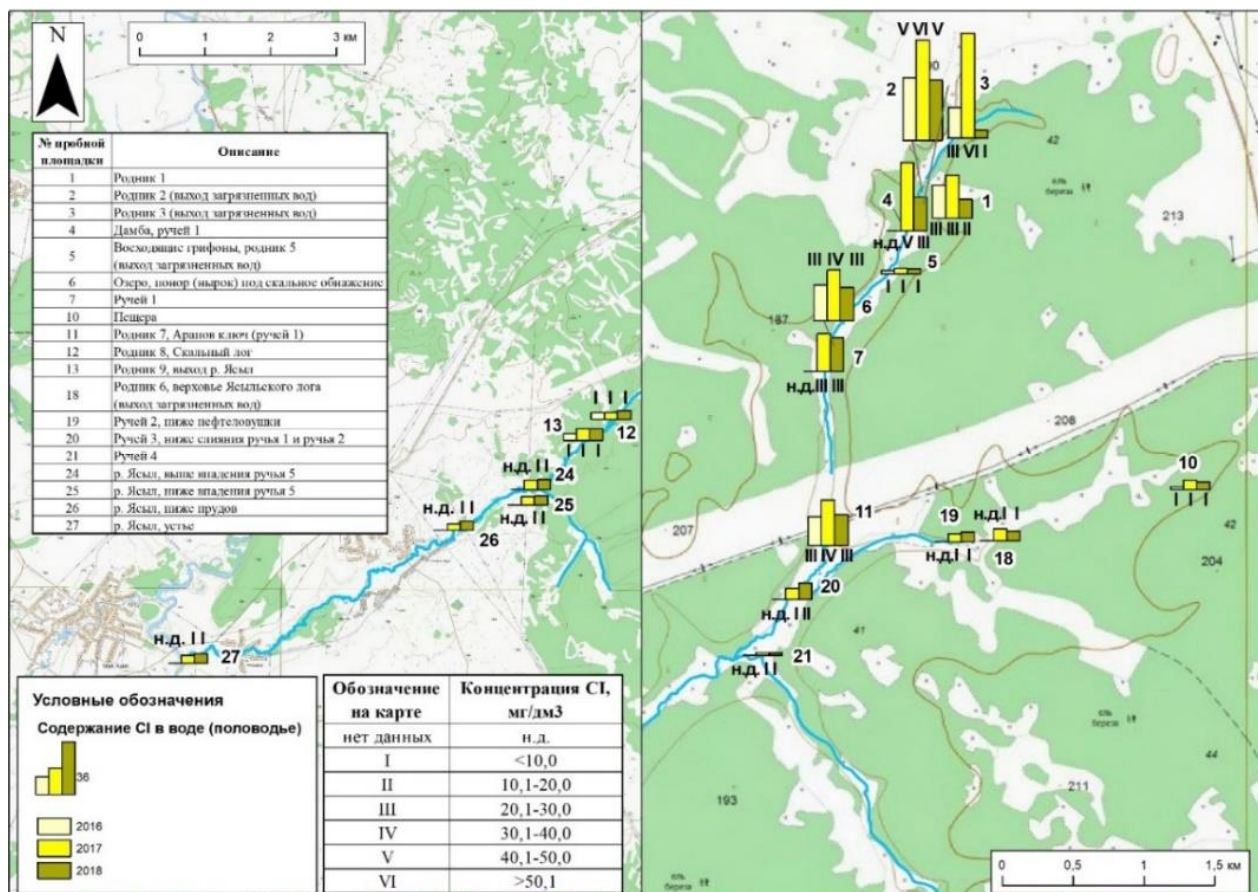 N
0 1 2 3 км
№ пробной площадки Описание
1 Родник 1
2 Родник 2 (выход загрязненных вод)
3 Родник 3 (выход загрязненных вод)
4 Дамба, ручей 1
5 Восходящие грифоны, родник 5
(выход загрязненных вод)
6 Озеро, понор (нырок) под скальное обнажение
7 Ручей 1
10 Пещера
11 Родник 7, Арапов ключ (ручей 1)
12 Родник 8, Скальный лог
13 Родник 9, выход р. Ясыл
18 Родник 6, верховье Ясыльского лога
(выход загрязненных вод)
19 Ручей 2, ниже нефтеловушки
20 Ручей 3, ниже слияния ручья 1 и ручья 2
21 Ручей 4
24 р. Ясыл, выше впадения ручья 5
25 р. Ясыл, ниже впадения ручья 5
26 р. Ясыл, ниже прудов
27 р. Ясыл, устье
I I I
12
13
I I I
н.д. I I
24
25
н.д. I I
н.д. I I
26
н.д. I I
27
Условные обозначения
Содержание Cl в воде (половодье)
36
2016
2017
2018
Обозначение на карте Концентрация Cl, мг/дм3
нет данных н.д.
I <10,0
II 10,1-20,0
III 20,1-30,0
IV 30,1-40,0
V 40,1-50,0
VI >50,1
V VI V
2
3
III VI I
42
ель
береза
213
4
1
н.д. V III
III III II
5
I I I
III IV III
6
187
7
н.д. III III
208
10
I I I
207
11
III IV III
19
н.д. I I
н.д. I I
18
42
204
20
н.д. I II
41
21
н.д. I I
ель
береза
44
193
211
0 0,5 1 1,5 км